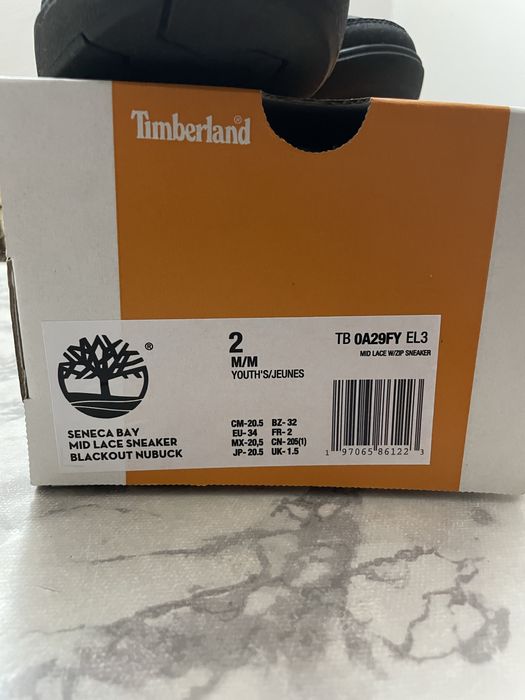 Timberland®
®
SENECA BAY
MID LACE SNEAKER
BLACKOUT NUBUCK
2
M/M
YOUTH'S/JEUNES
CM-20.5 BZ- 32
EU- 34 FR- 2
MX-20,5 CN- 205(1)
JP- 20.5 UK- 1.5
TB 0A29FY EL3
MID LACE W/ZIP SNEAKER
1 97065 86122 3